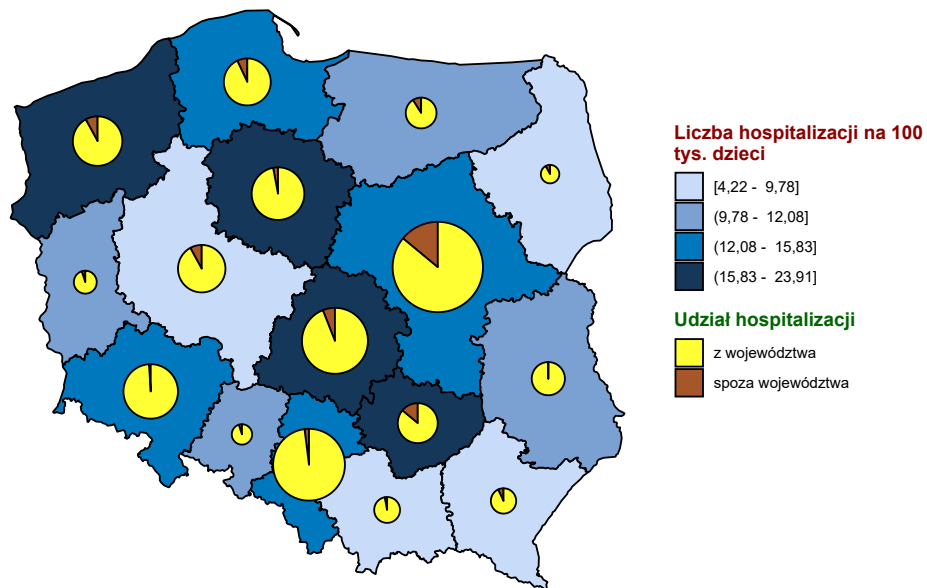 Liczba hospitalizacji na 100
tys. dzieci
[4,22 - 9,78]
(9,78 - 12,08]
(12,08 - 15,83]
(15,83 - 23,91]
Udział hospitalizacji
z województwa
spoza województwa